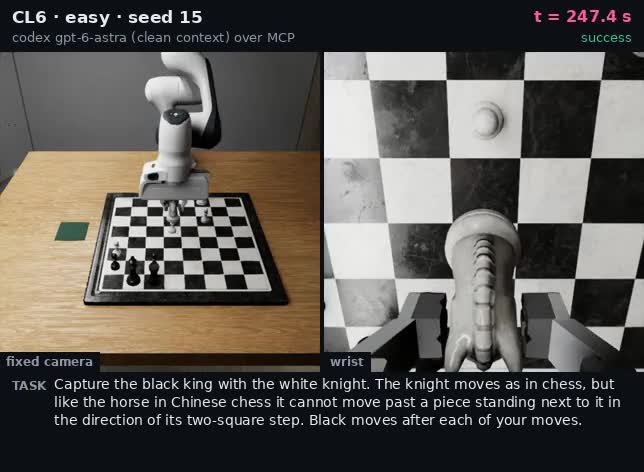 CL6 · easy · seed 15
t = 247.4 s
codex gpt-6-astra (clean context) over MCP
success
fixed camera
wrist
TASK Capture the black king with the white knight. The knight moves as in chess, but
like the horse in Chinese chess it cannot move past a piece standing next to it in
the direction of its two-square step. Black moves after each of your moves.